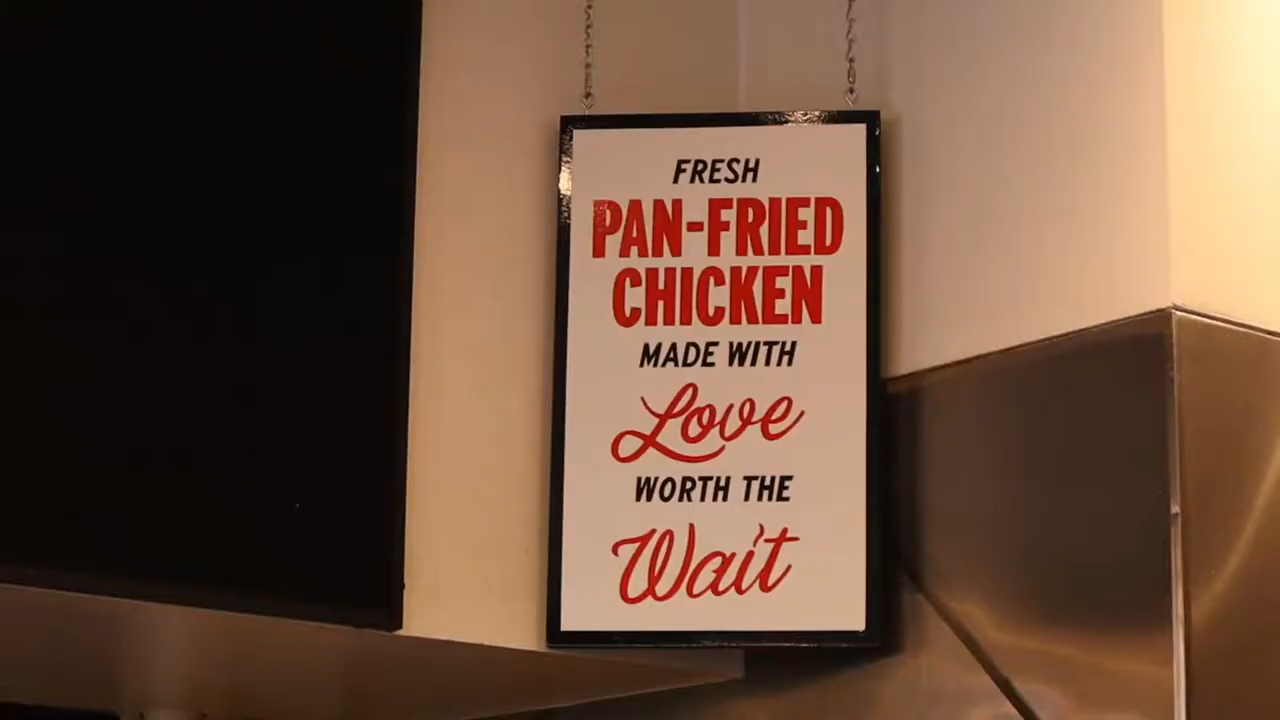 FRESH
PAN-FRIED
CHICKEN
MADE WITH
Love
WORTH THE
Wait